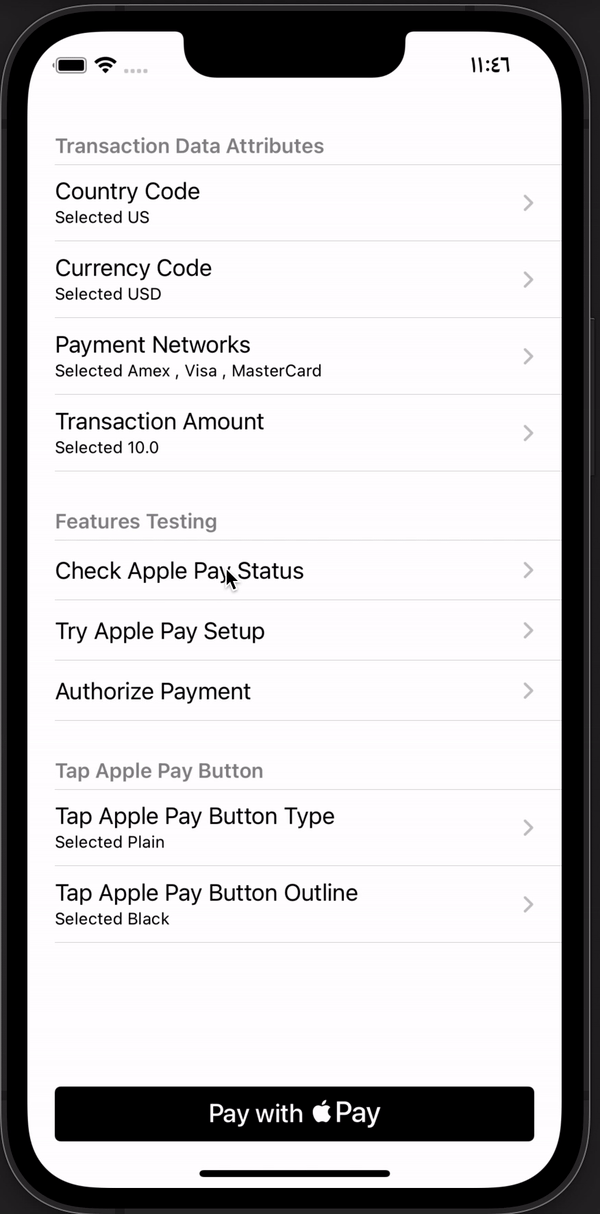 ١١:٤٦
Transaction Data Attributes
Country Code
Selected US
Currency Code
Selected USD
Payment Networks
Selected Amex , Visa , MasterCard
Transaction Amount
Selected 10.0
Features Testing
Check Apple Pay Status
Try Apple Pay Setup
Authorize Payment
Tap Apple Pay Button
Tap Apple Pay Button Type
Selected Plain
Tap Apple Pay Button Outline
Selected Black
Pay with Pay